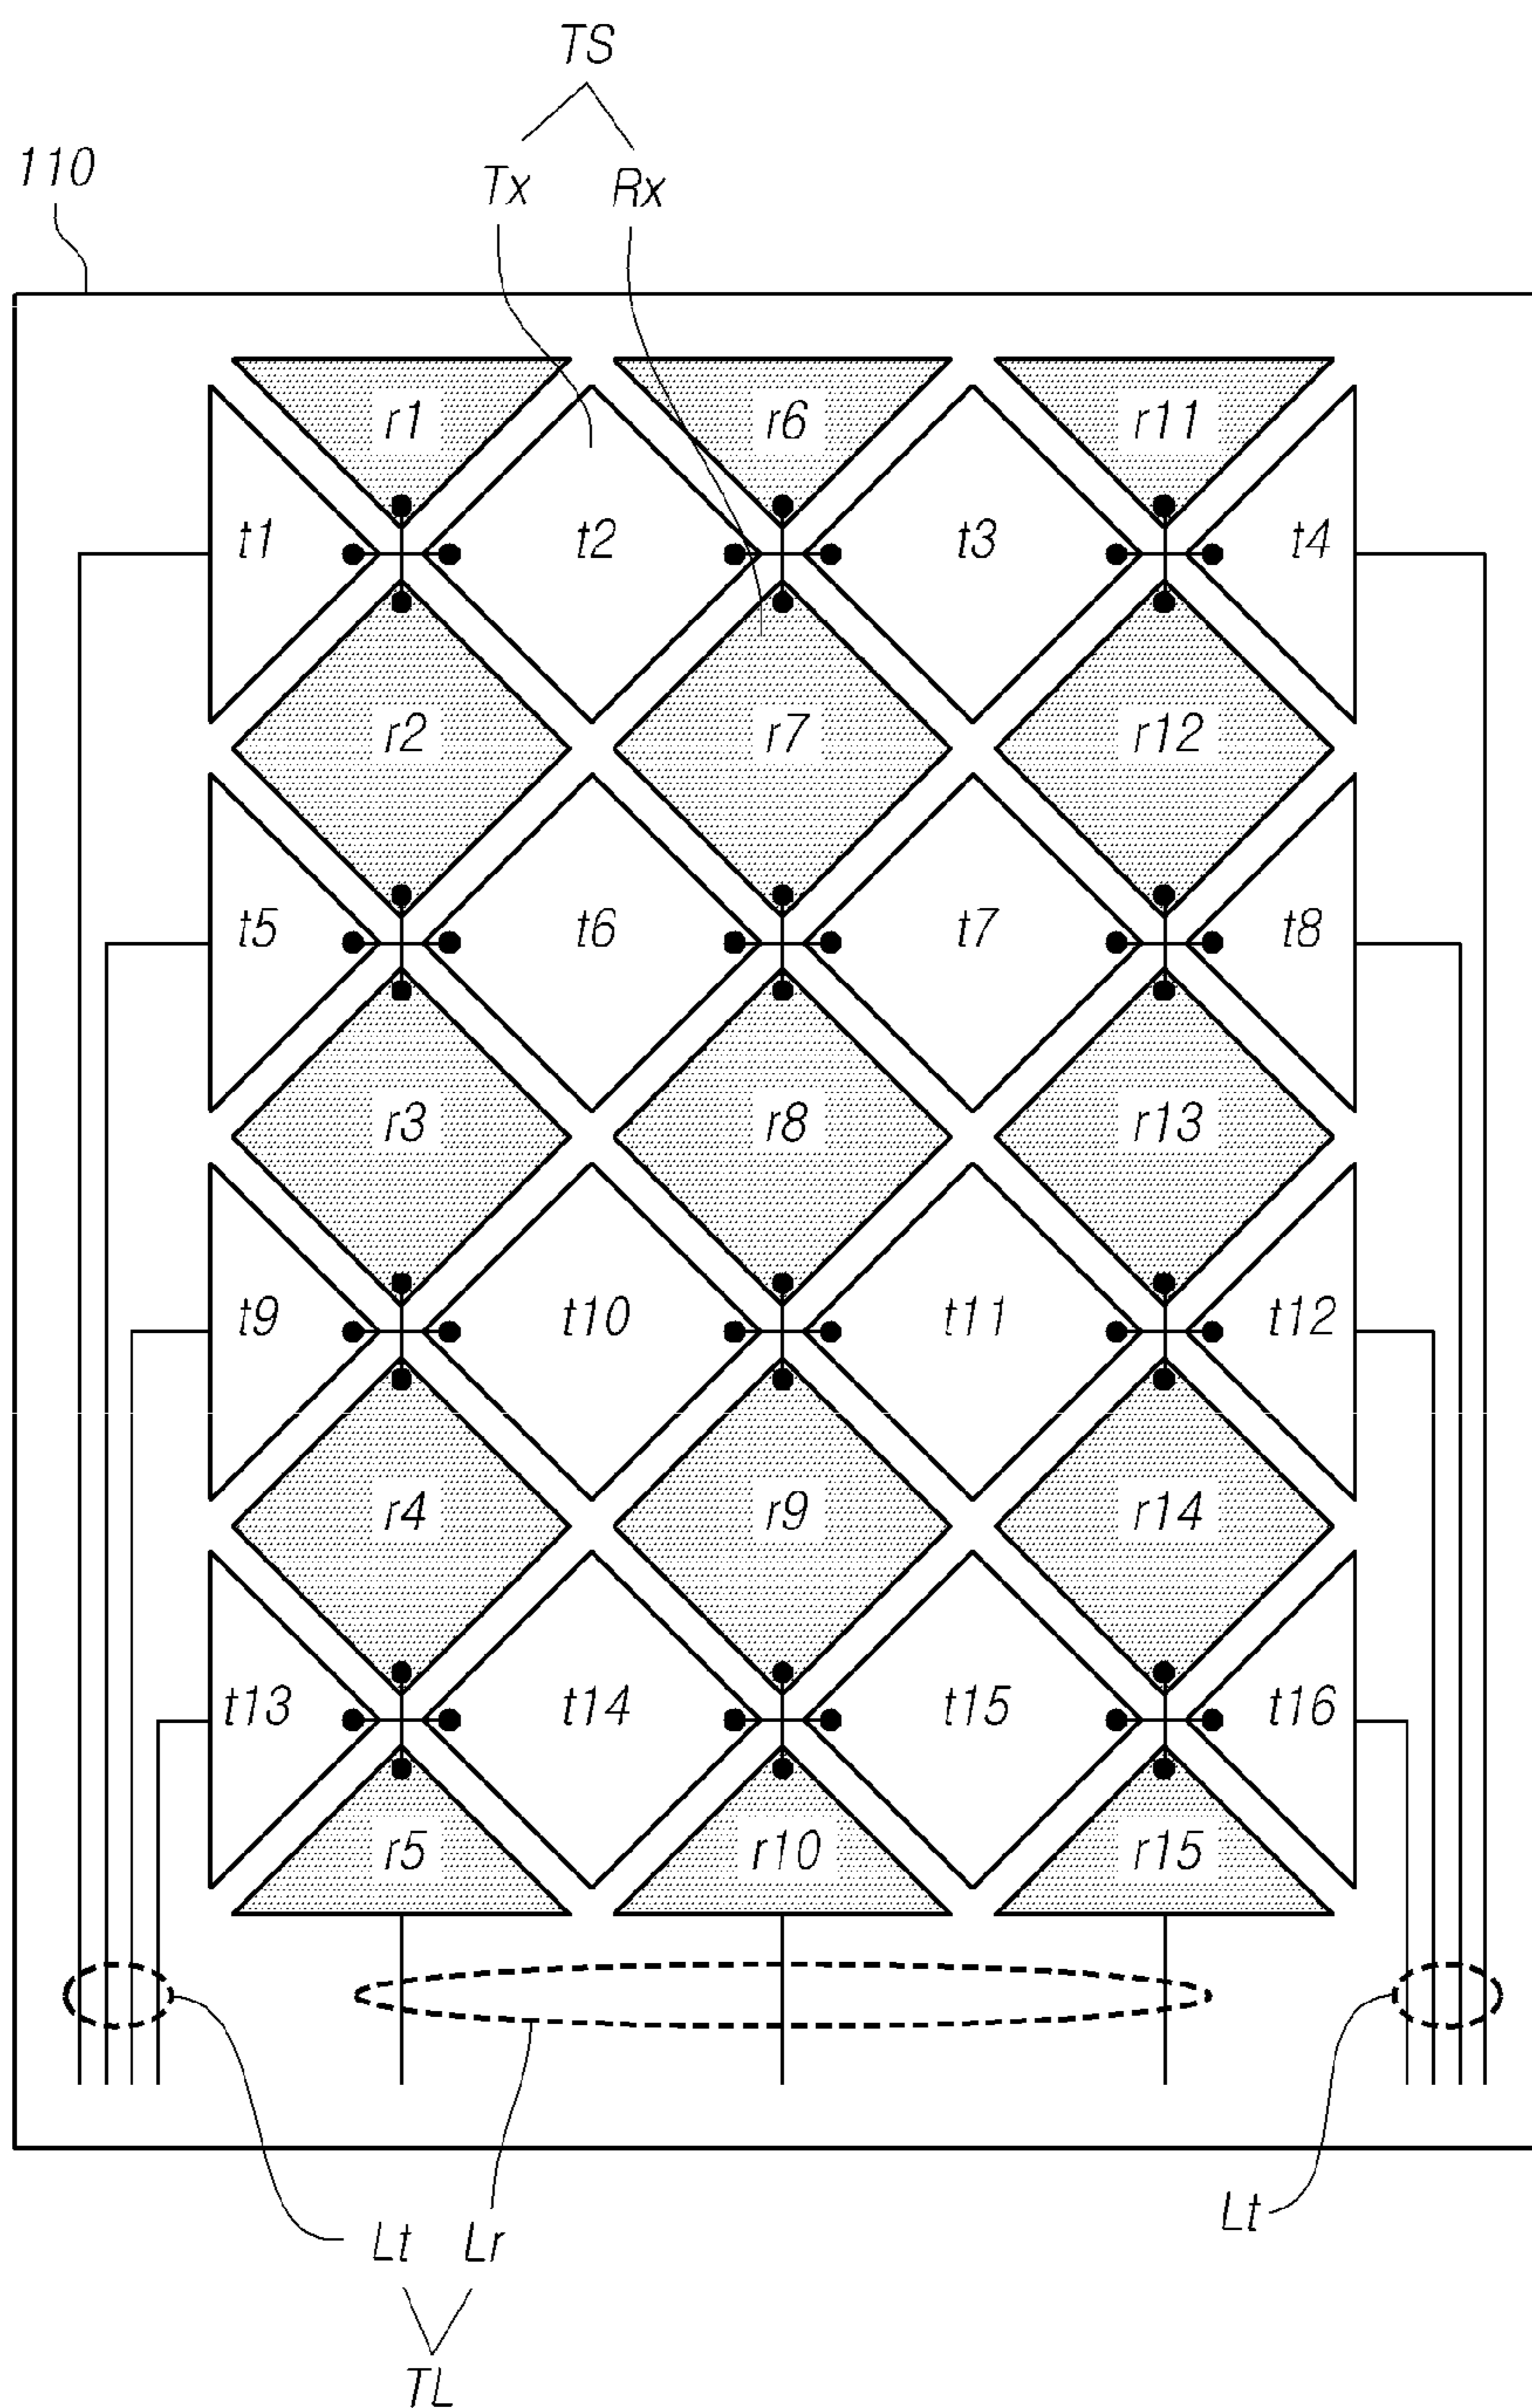 TS
110
Tx Rx
r1 r6 r11
t1 t2 t3 t4
r2 r7 r12
t5 t6 t7 t8
r3 r8 r13
t9 t10 t11 t12
r4 r9 r14
t13 t14 t15 t16
r5 r10 r15
Lt
Lt Lr
TL